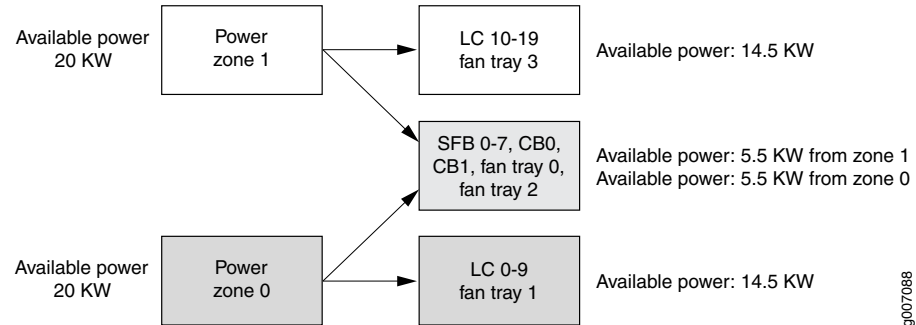 Available power
20 KW
Power
zone 1
LC 10-19
fan tray 3
Available power: 14.5 KW
SFB 0-7, CB0,
CB1, fan tray 0,
fan tray 2
Available power: 5.5 KW from zone 1
Available power: 5.5 KW from zone 0
Available power
20 KW
Power
zone 0
LC 0-9
fan tray 1
Available power: 14.5 KW
g007088